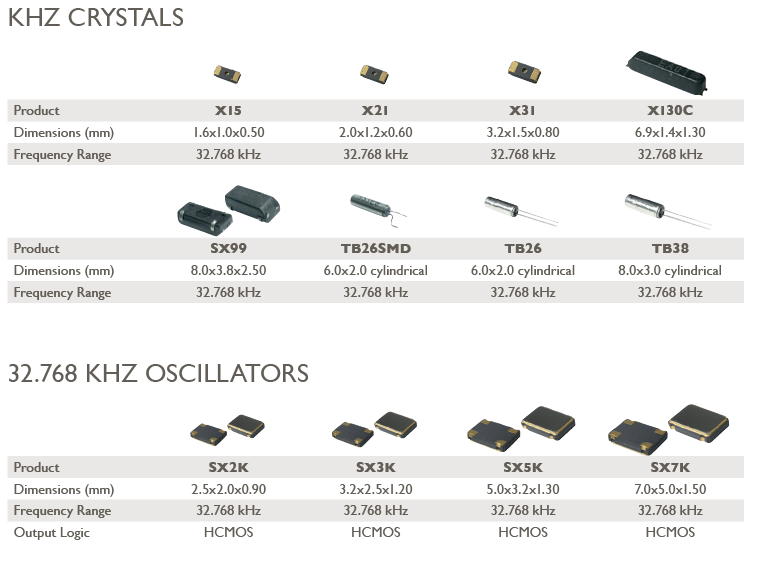 KHZ CRYSTALS
Product X15 X21 X31 X130C
Dimensions (mm) 1.6x1.0x0.50 2.0x1.2x0.60 3.2x1.5x0.80 6.9x1.4x1.30
Frequency Range 32.768 kHz 32.768 kHz 32.768 kHz 32.768 kHz
Product SX99 TB26SMD TB26 TB38
Dimensions (mm) 8.0x3.8x2.50 6.0x2.0 cylindrical 6.0x2.0 cylindrical 8.0x3.0 cylindrical
Frequency Range 32.768 kHz 32.768 kHz 32.768 kHz 32.768 kHz
32.768 KHZ OSCILLATORS
Product SX2K SX3K SX5K SX7K
Dimensions (mm) 2.5x2.0x0.90 3.2x2.5x1.20 5.0x3.2x1.30 7.0x5.0x1.50
Frequency Range 32.768 kHz 32.768 kHz 32.768 kHz 32.768 kHz
Output Logic HCMOS HCMOS HCMOS HCMOS